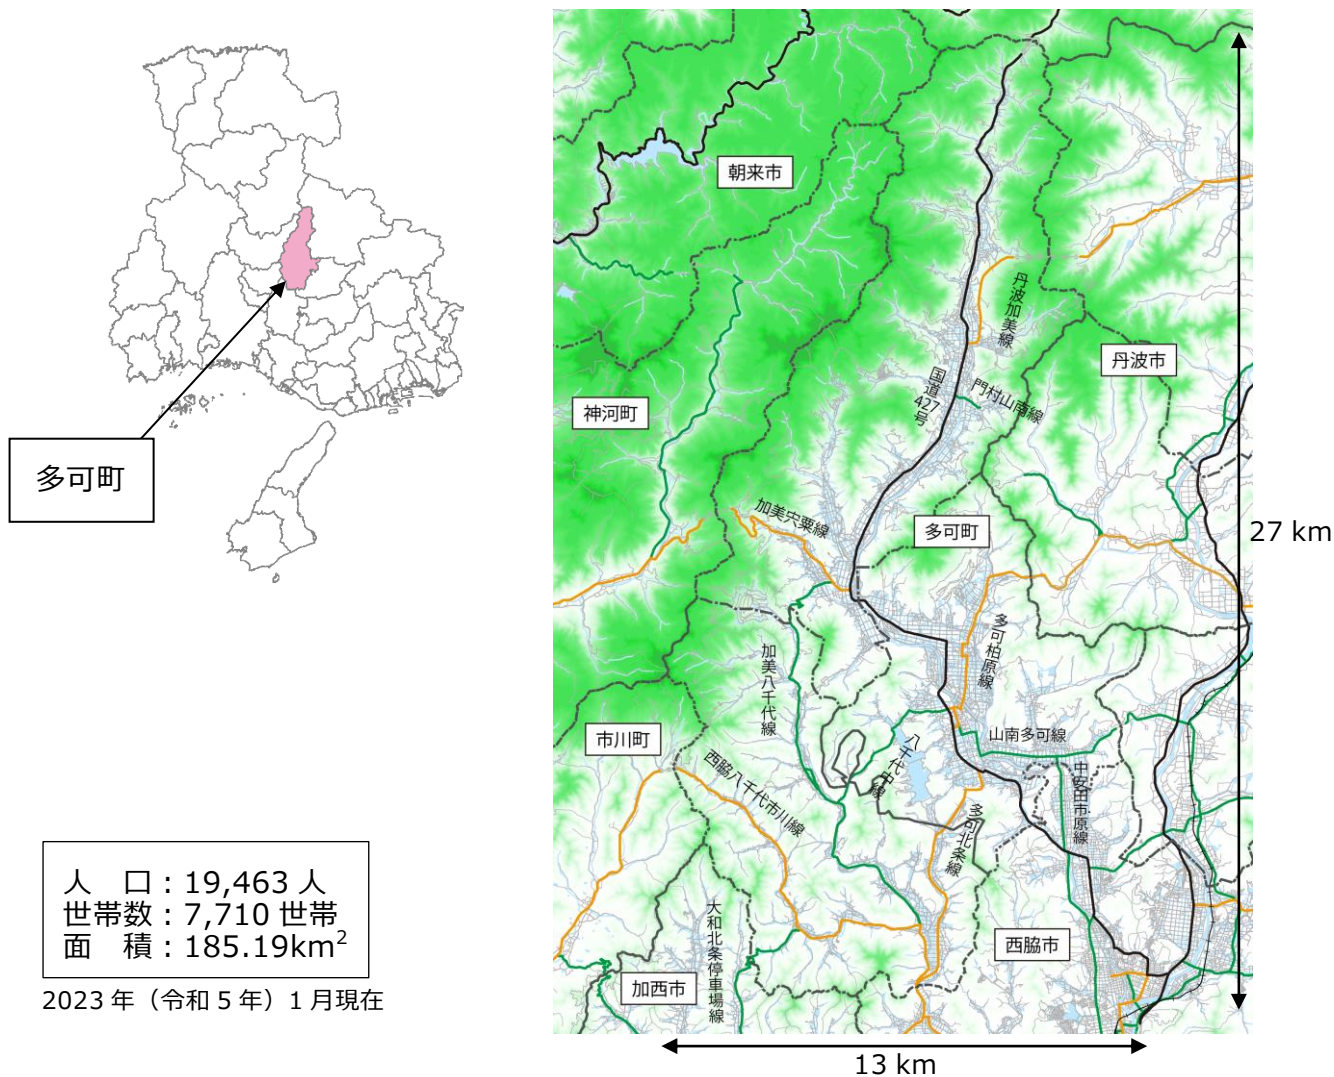 多可町
人　口：19,463 人
世帯数：7,710 世帯
面　積：185.19km²
2023 年（令和 5 年）1 月現在
朝来市
丹波加美線
丹波市
国道427号
門村山南線
神河町
加美宍粟線
多可町
27 km
多可柏原線
加美八千代線
市川町
山南多可線
八千代中線
西脇八千代市川線
中安田市原線
多可北条線
大和北条停車場線
西脇市
加西市
13 km